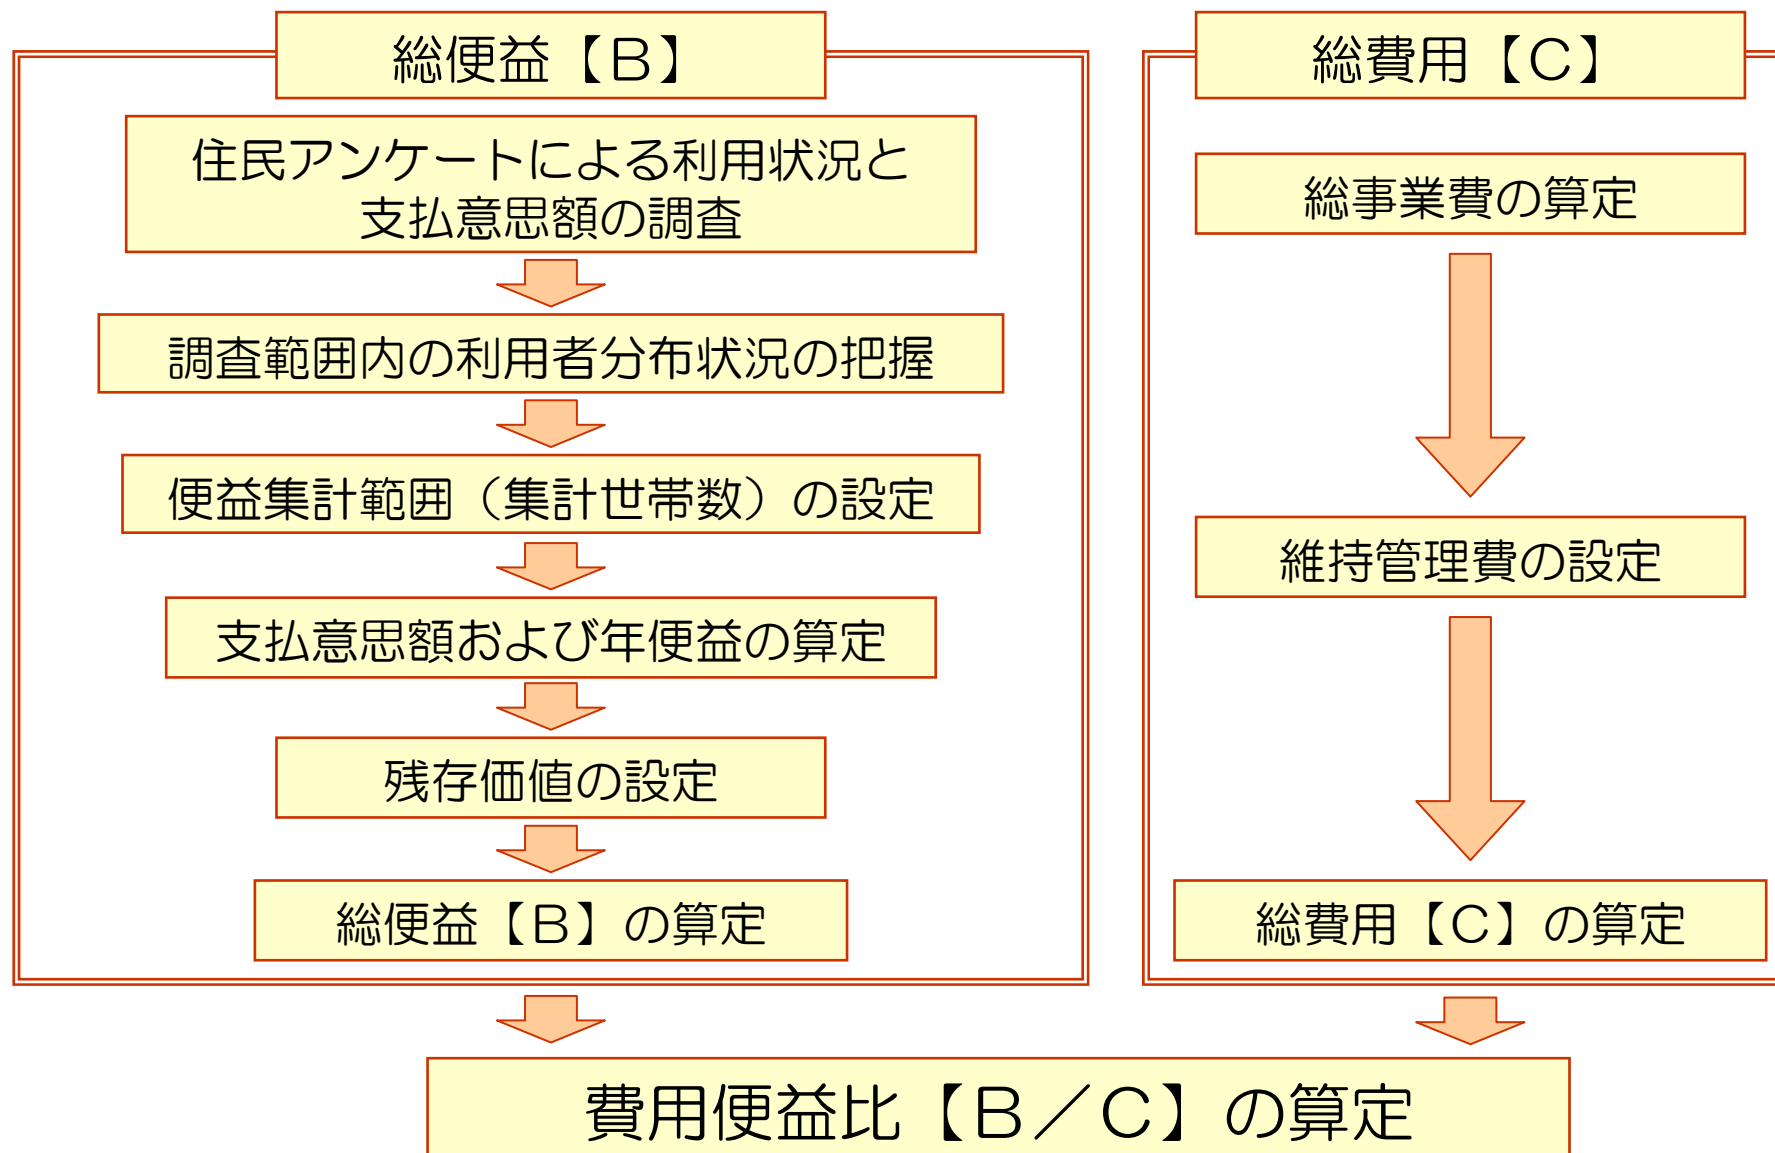 総便益【Ｂ】
住民アンケートによる利用状況と
支払意思額の調査
調査範囲内の利用者分布状況の把握
便益集計範囲（集計世帯数）の設定
支払意思額および年便益の算定
残存価値の設定
総便益【Ｂ】の算定
総費用【Ｃ】
総事業費の算定
維持管理費の設定
総費用【Ｃ】の算定
費用便益比【Ｂ／Ｃ】の算定